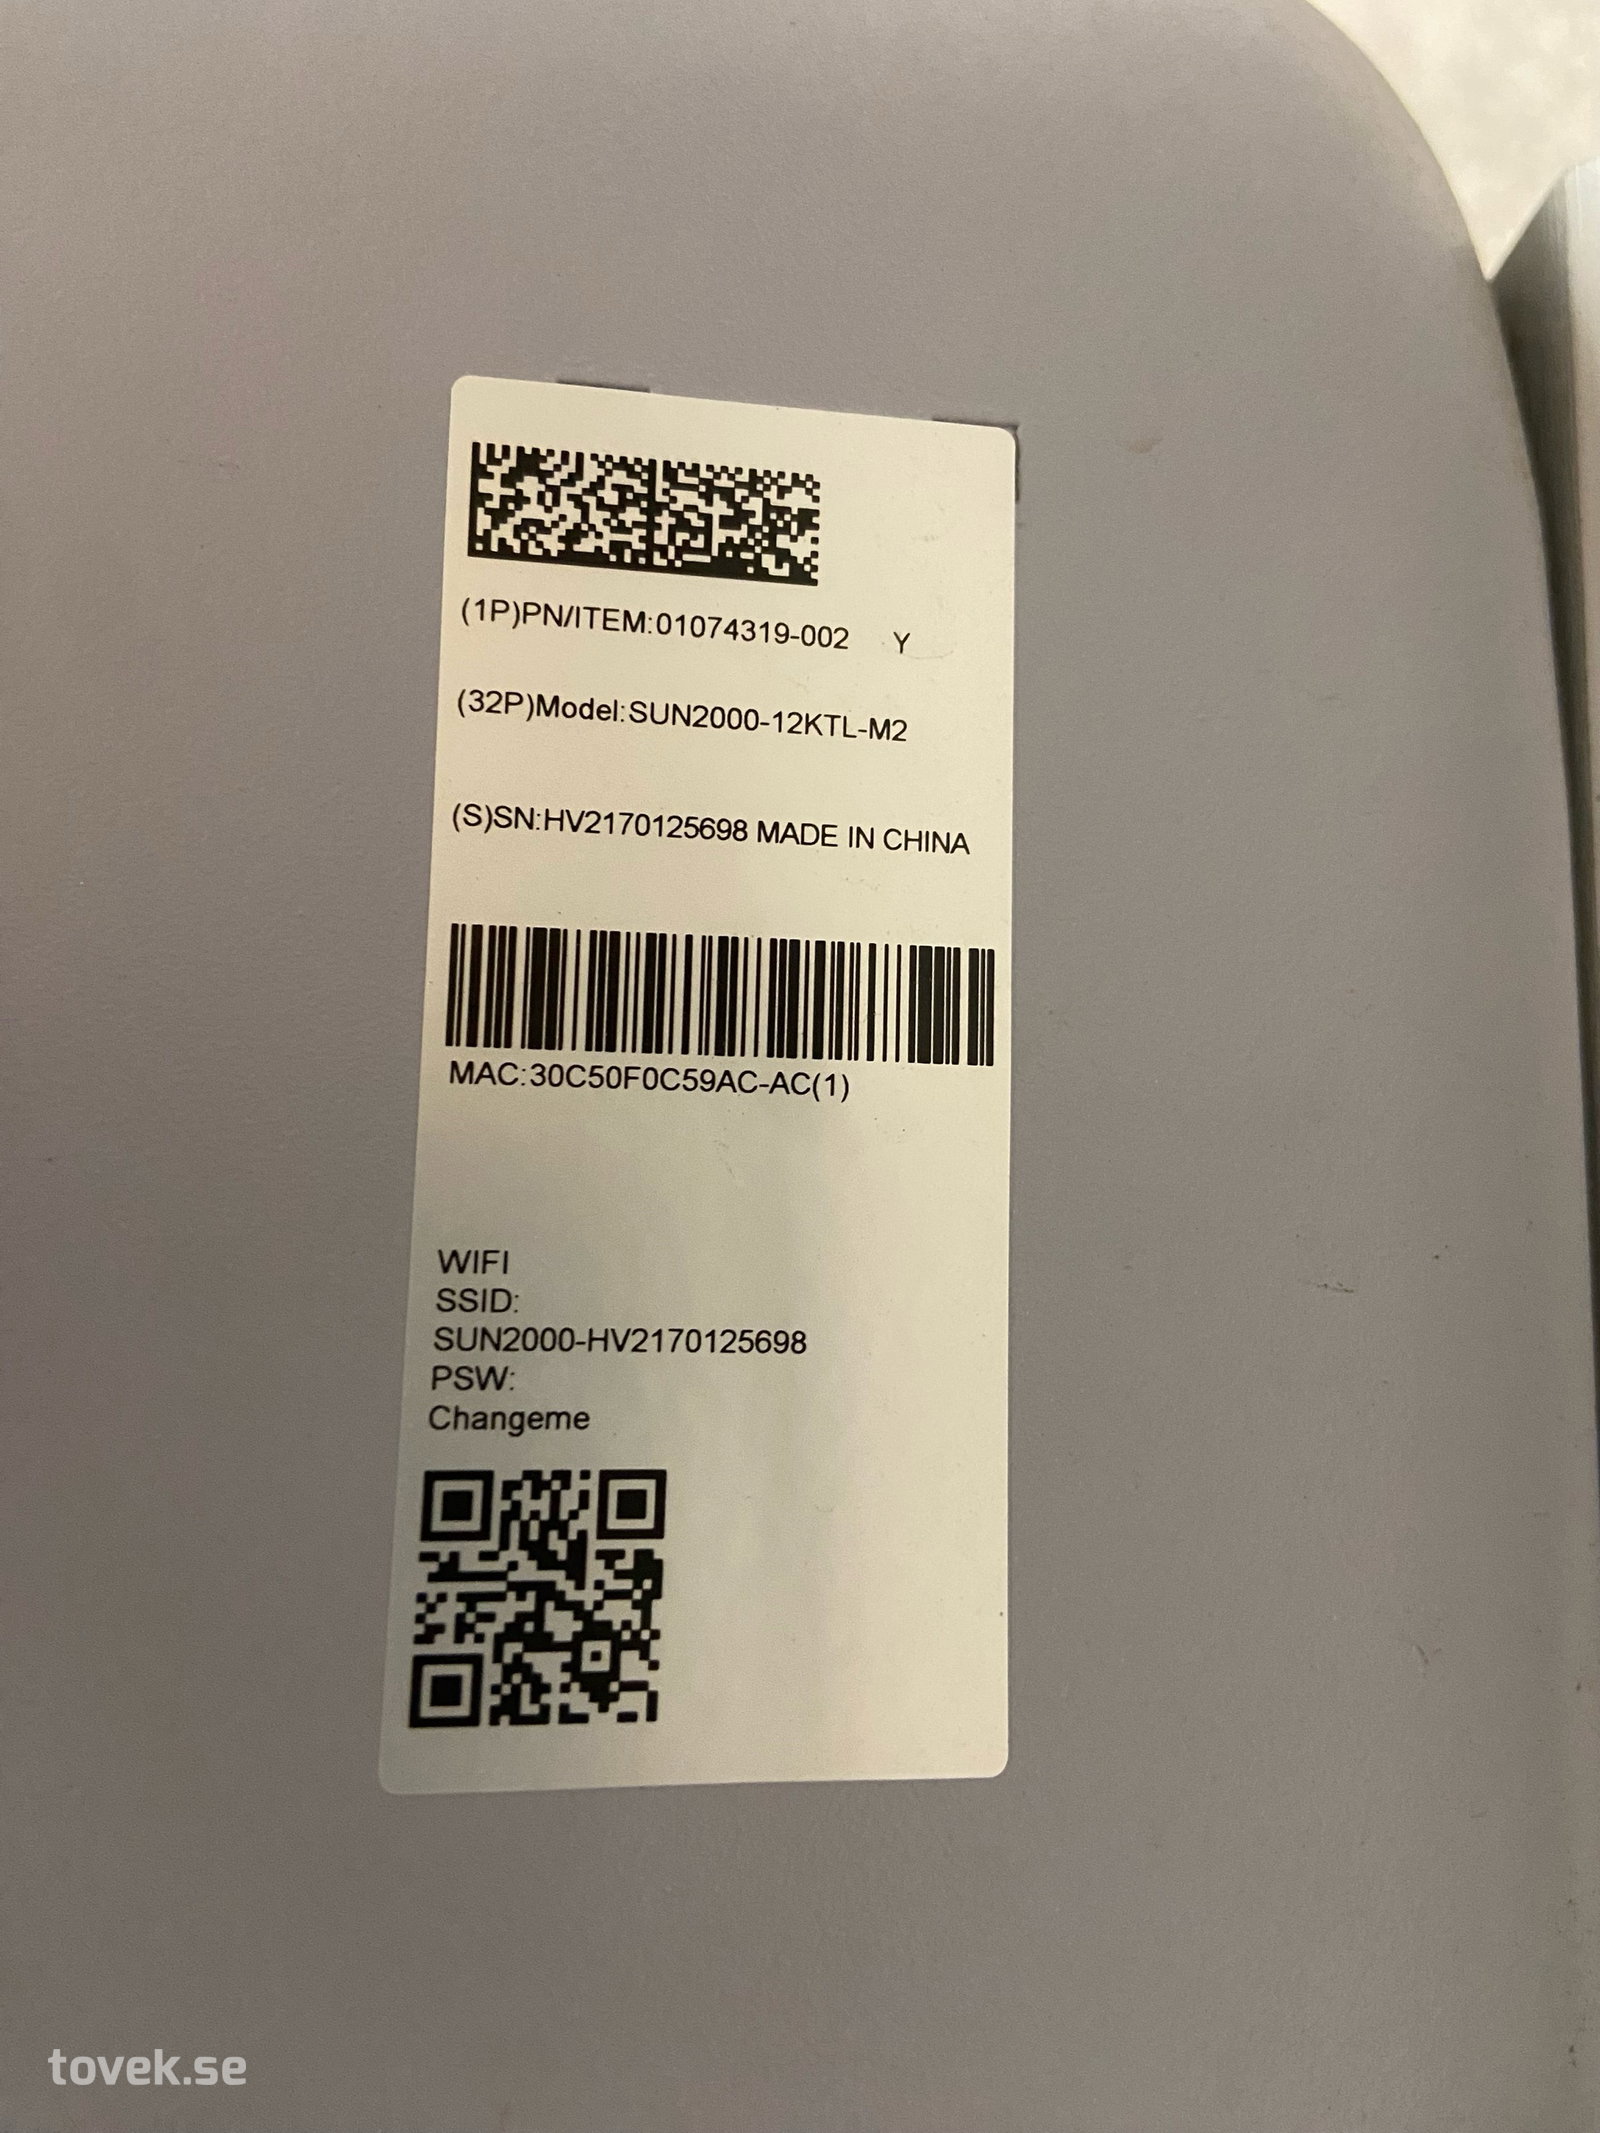 (1P)PN/ITEM:01074319-002 Y
(32P)Model:SUN2000-12KTL-M2
(S)SN:HV2170125698 MADE IN CHINA
MAC:30C50F0C59AC-AC(1)
WIFI
SSID:
SUN2000-HV2170125698
PSW:
Changeme
tovek.se